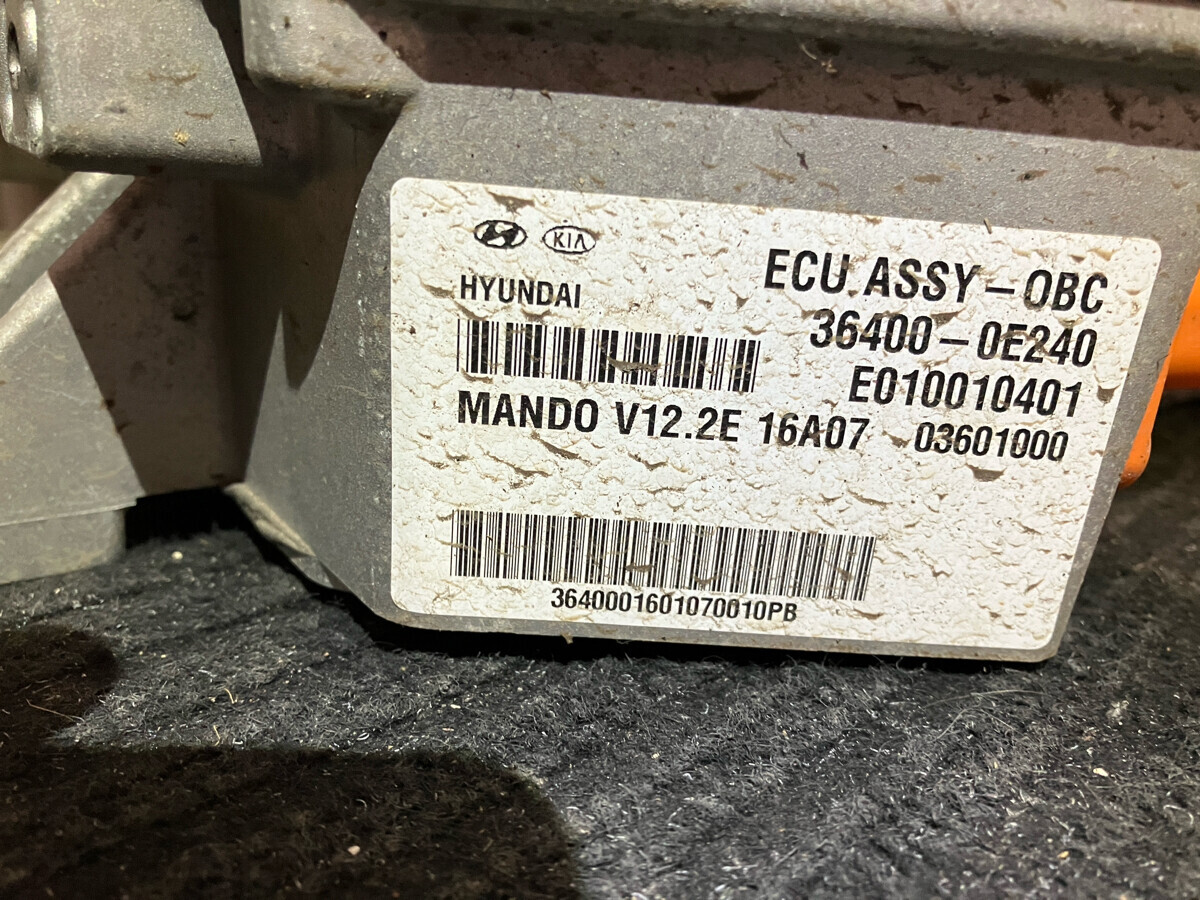 KIA
HYUNDAI
ECU ASSY-OBC
36400-0E240
E010010401
MANDO V12.2E 16A07 03601000
3640001601070010PB